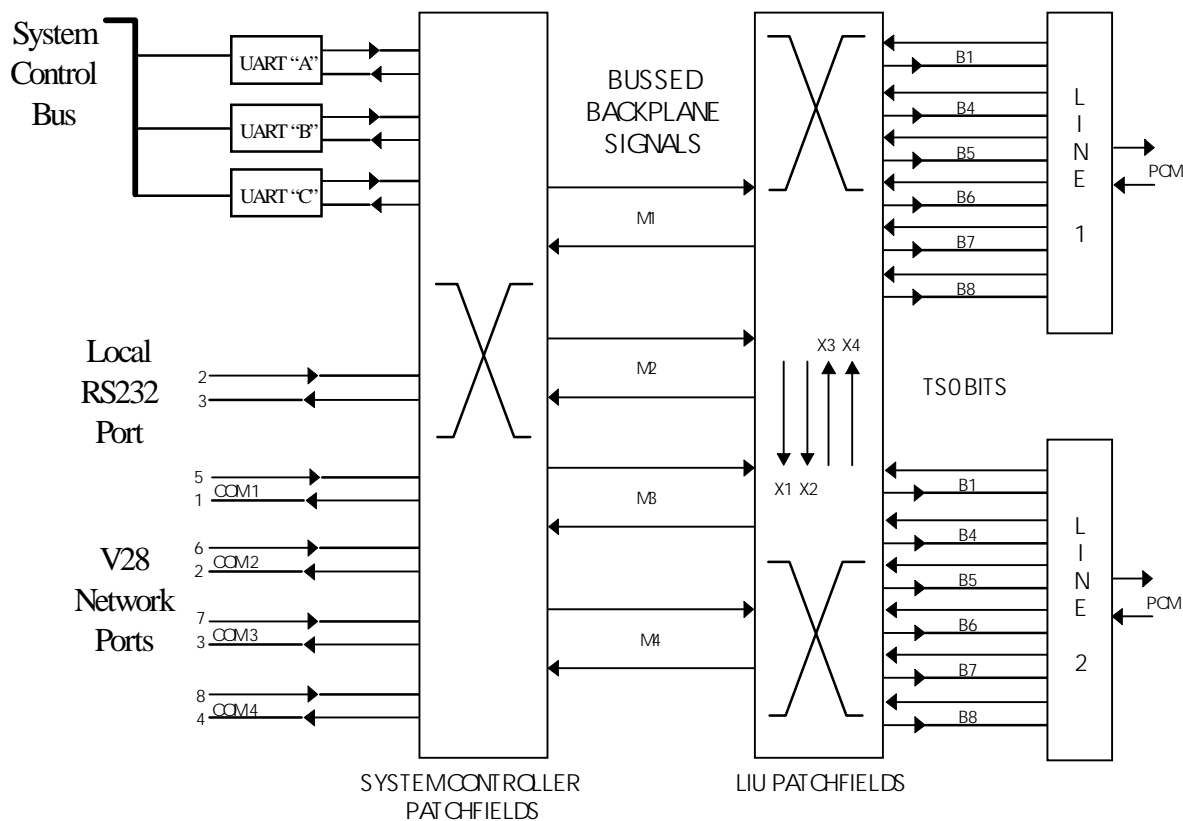 System
Control
Bus
UART "A"
UART "B"
UART "C"
BUSSED
BACKPLANE
SIGNALS
M1
M2
M3
M4
Local
RS232
Port
2
3
V28
Network
Ports
5
1
COM1
6
2
COM2
7
3
COM3
8
4
COM4
SYSTEM CONTROLLER
PATCHFIELDS
X3 X4
X1 X2
LIU PATCHFIELDS
B1
B4
B5
B6
B7
B8
LINE 1
PCM
TS0 BITS
B1
B4
B5
B6
B7
B8
LINE 2
PCM